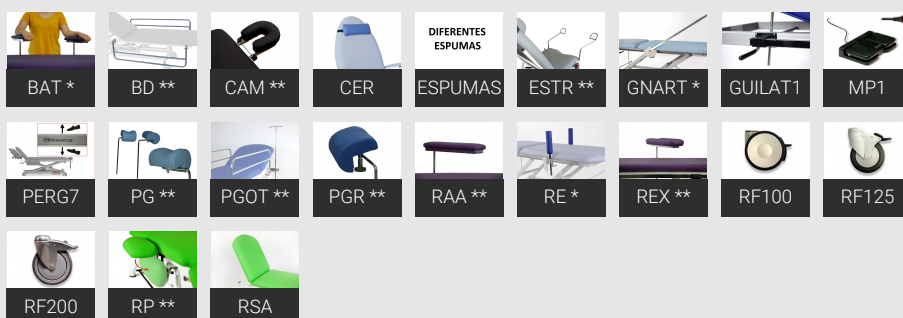 DIFERENTES
ESPUMAS
BAT *
BD **
CAM **
CER
ESPUMAS
ESTR **
GNART *
GUILAT1
MP1
PERG7
PG **
PGOT **
PGR **
RAA **
RE *
REX **
RF100
RF125
RF200
RP **
RSA